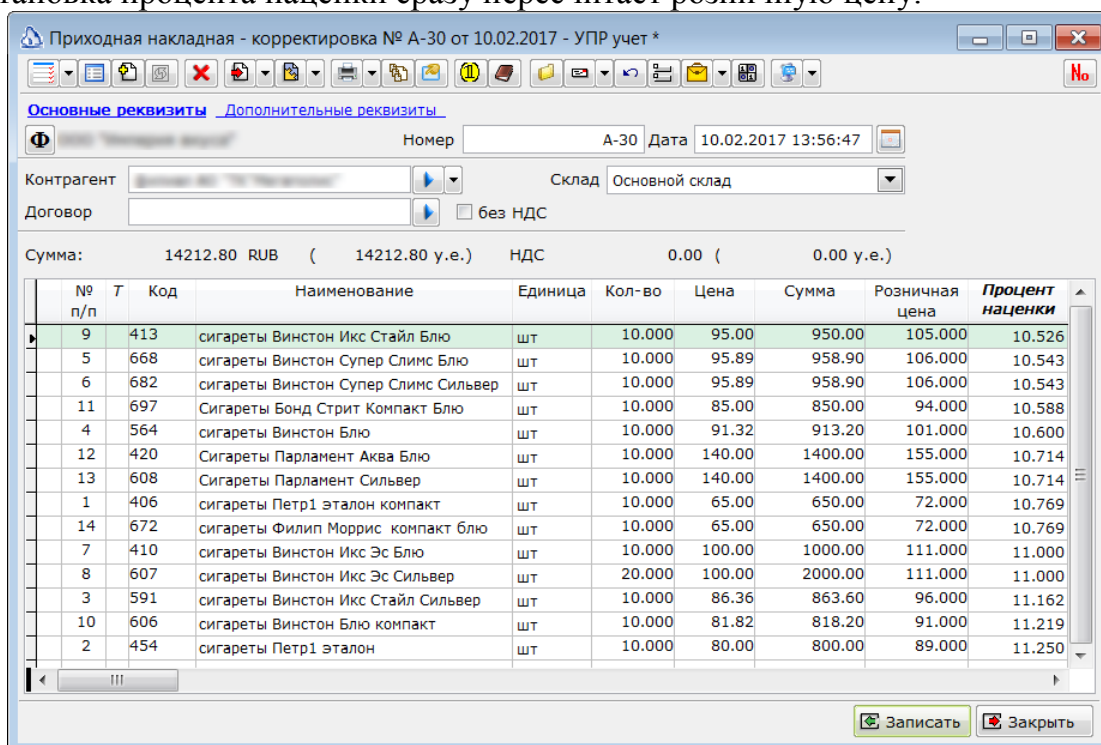 тановка процента наценки сразу пересчитает розничную цену.
Приходная накладная - корректировка № А-30 от 10.02.2017 - УПР учет *
No
Основные реквизиты Дополнительные реквизиты
Ф Номер А-30 Дата 10.02.2017 13:56:47
Контрагент Склад Основной склад
Договор без НДС
Сумма: 14212.80 RUB ( 14212.80 у.е.) НДС 0.00 ( 0.00 у.е.)
№ п/п Т Код Наименование Единица Кол-во Цена Сумма Розничная цена Процент наценки
9 413 сигареты Винстон Икс Стайл Блю шт 10.000 95.00 950.00 105.000 10.526
5 668 сигареты Винстон Супер Слимс Блю шт 10.000 95.89 958.90 106.000 10.543
6 682 сигареты Винстон Супер Слимс Сильвер шт 10.000 95.89 958.90 106.000 10.543
11 697 Сигареты Бонд Стрит Компакт Блю шт 10.000 85.00 850.00 94.000 10.588
4 564 сигареты Винстон Блю шт 10.000 91.32 913.20 101.000 10.600
12 420 Сигареты Парламент Аква Блю шт 10.000 140.00 1400.00 155.000 10.714
13 608 Сигареты Парламент Сильвер шт 10.000 140.00 1400.00 155.000 10.714
1 406 сигареты Петр1 эталон компакт шт 10.000 65.00 650.00 72.000 10.769
14 672 сигареты Филип Моррис компакт блю шт 10.000 65.00 650.00 72.000 10.769
7 410 сигареты Винстон Икс Эс Блю шт 10.000 100.00 1000.00 111.000 11.000
8 607 сигареты Винстон Икс Эс Сильвер шт 20.000 100.00 2000.00 111.000 11.000
3 591 сигареты Винстон Икс Стайл Сильвер шт 10.000 86.36 863.60 96.000 11.162
10 606 сигареты Винстон Блю компакт шт 10.000 81.82 818.20 91.000 11.219
2 454 сигареты Петр1 эталон шт 10.000 80.00 800.00 89.000 11.250
Записать Закрыть